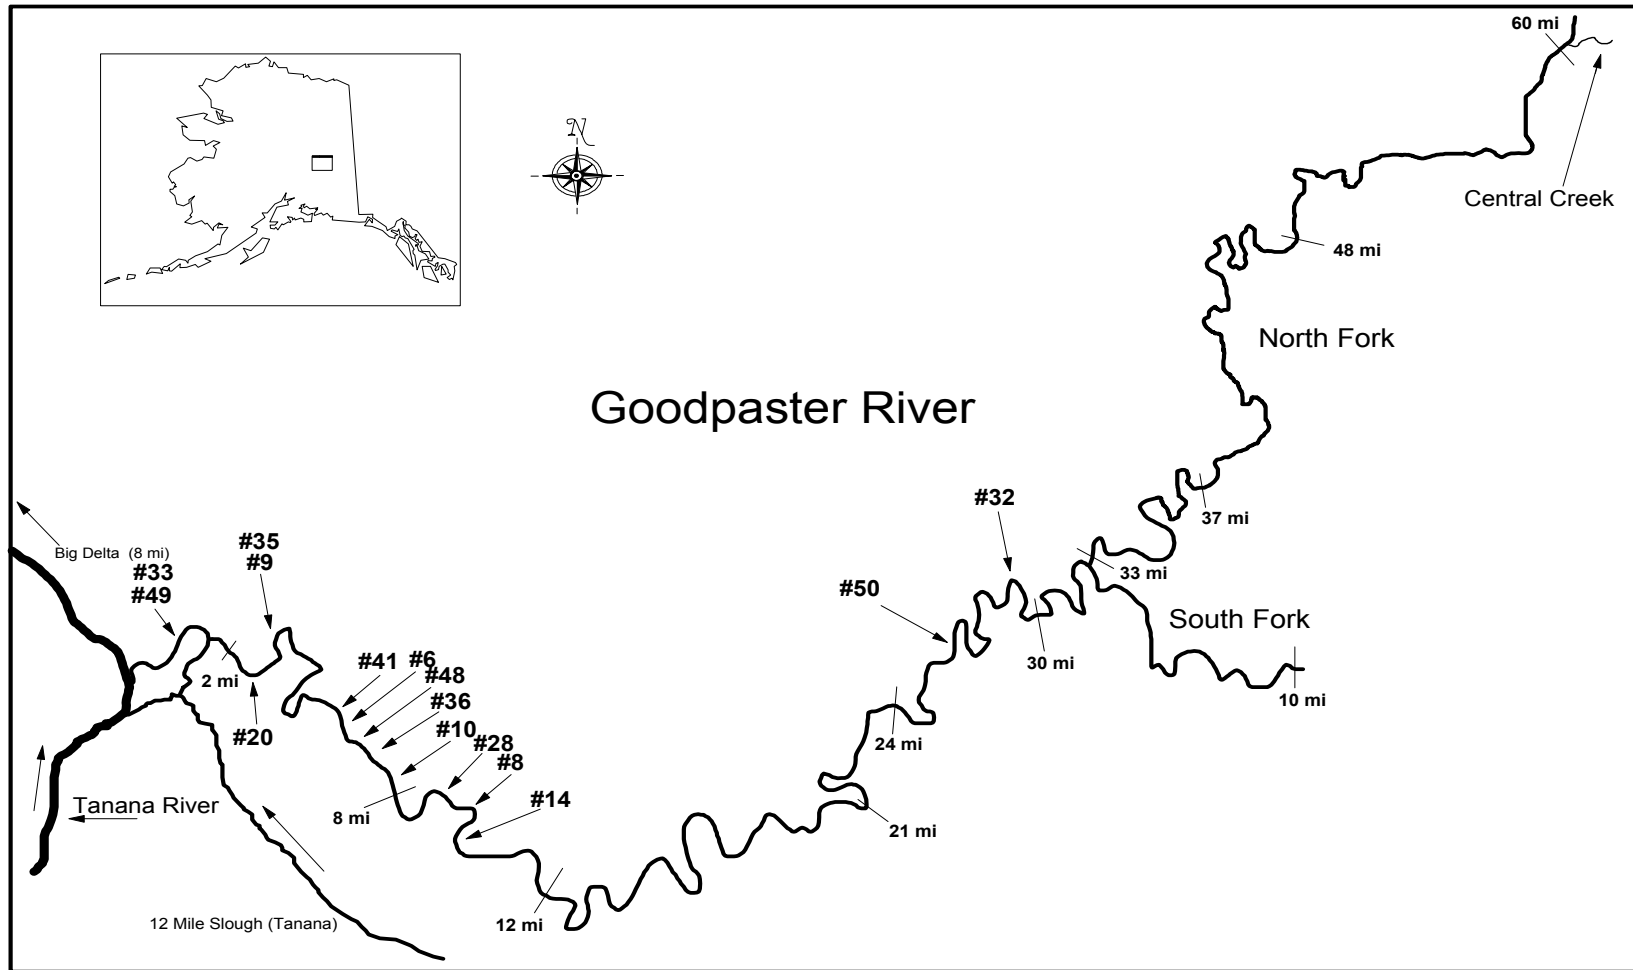 60 mi
N
Central Creek
48 mi
North Fork
Goodpaster River
#32
37 mi
#35
#9
Big Delta (8 mi)
#33
#49
33 mi
#50
South Fork
30 mi
10 mi
2 mi
#41
#6
#48
#36
#20
#10
#28
#8
24 mi
#14
Tanana River
8 mi
21 mi
12 mi
12 Mile Slough (Tanana)